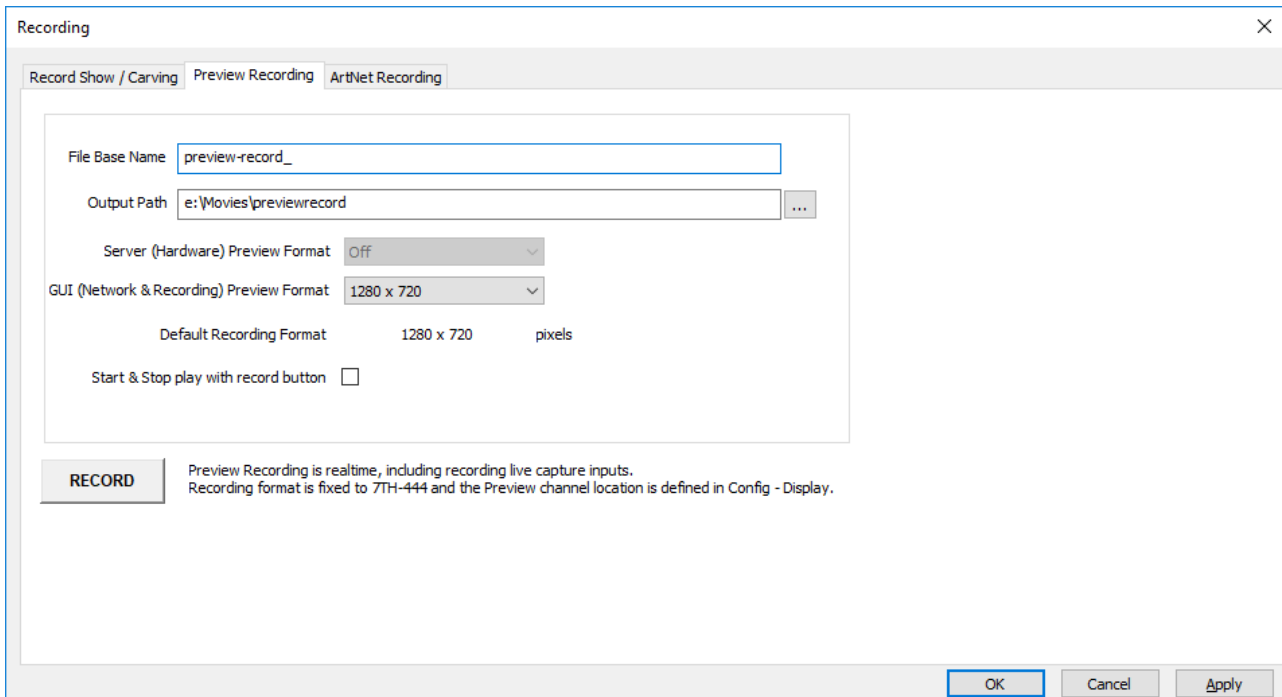 Recording
Record Show / Carving Preview Recording ArtNet Recording
File Base Name preview-record_
Output Path e:\Movies\previewrecord ...
Server (Hardware) Preview Format Off
GUI (Network & Recording) Preview Format 1280 x 720
Default Recording Format 1280 x 720 pixels
Start & Stop play with record button
RECORD
Preview Recording is realtime, including recording live capture inputs.
Recording format is fixed to 7TH-444 and the Preview channel location is defined in Config - Display.
OK Cancel Apply